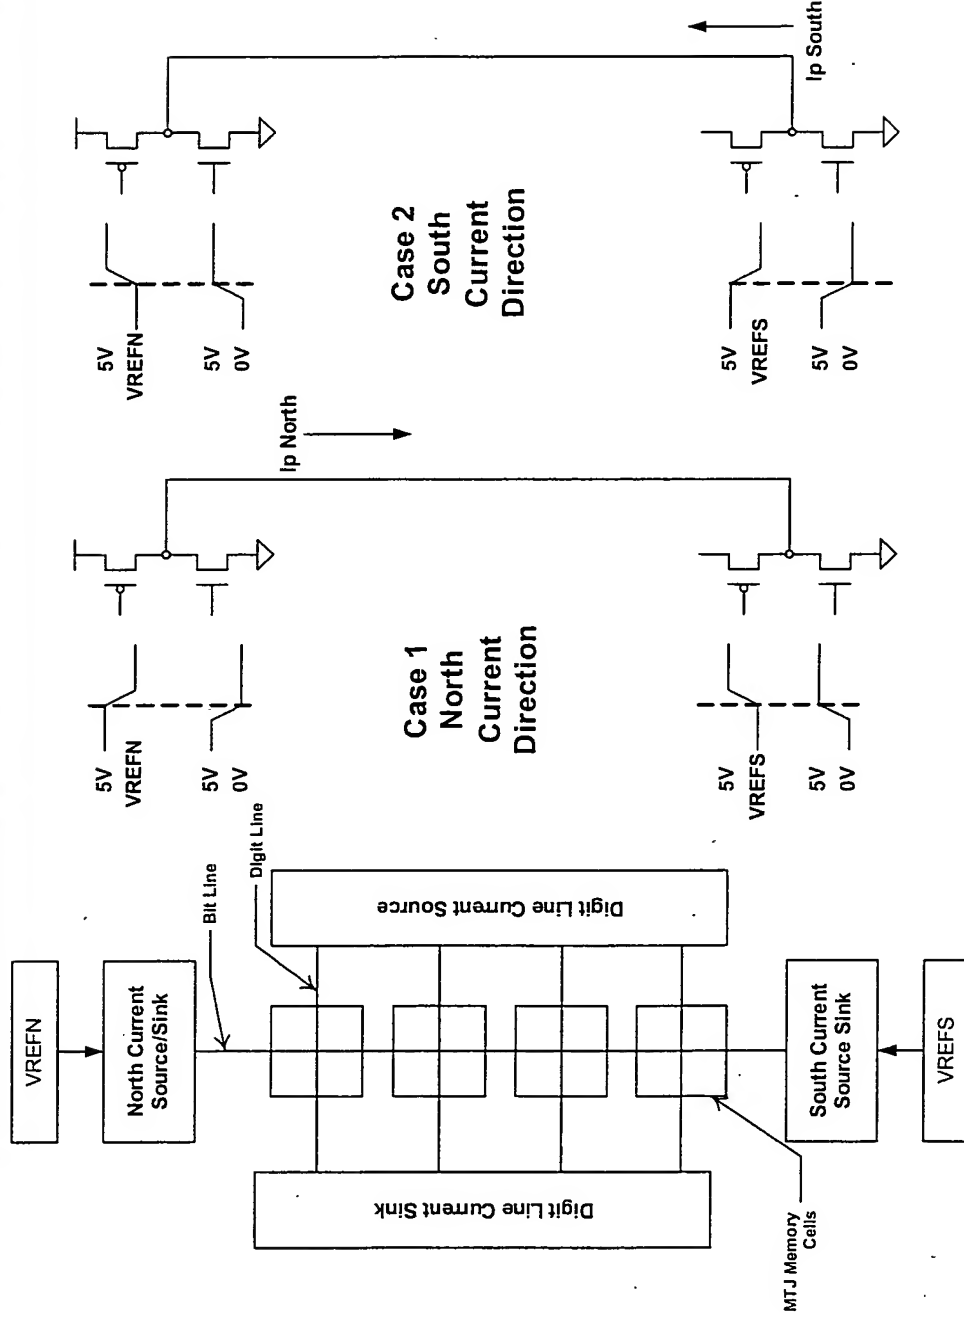 VREFN
North Current
Source/Sink
Bit Line
Digit Line
Digit Line Current Source
Digit Line Current Sink
MTJ Memory
Cells
South Current
Source Sink
VREFS
5V
VREFN
5V
0V
Case 1
North
Current
Direction
5V
VREFS
5V
0V
Ip North
5V
VREFN
5V
0V
Case 2
South
Current
Direction
5V
VREFS
5V
0V
Ip South